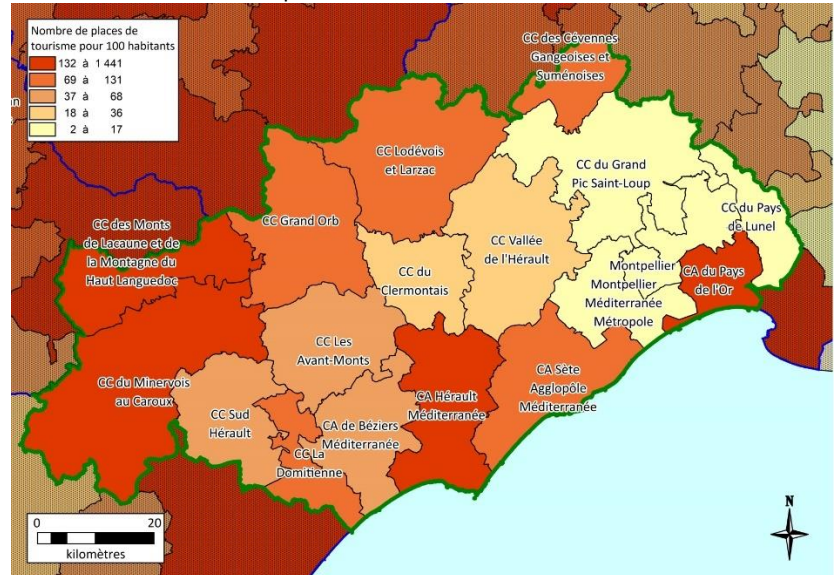 Nombre de places de
tourisme pour 100 habitants
132 à 1 441
69 à 131
37 à 68
18 à 36
2 à 17
CC des Cévennes
Gangeoises et
Suménoises
CC Lodévois
et Larzac
CC du Grand
Pic Saint-Loup
CC du Pays
de Lunel
CC Grand Orb
CC des Monts
de Lacaune et de
la Montagne du
Haut Languedoc
CC Vallée
de l'Hérault
CC du
Clermontais
Montpellier
Montpellier
Méditerranée
Métropole
CA du Pays
de l'Or
CC Les
Avant-Monts
CC du Minervois
au Caroux
CA Sète
Agglopôle
Méditerranée
CA Hérault
Méditerranée
CC Sud
Hérault
CA de Béziers
Méditerranée
CC La
Domitienne
0 20
kilomètres
N